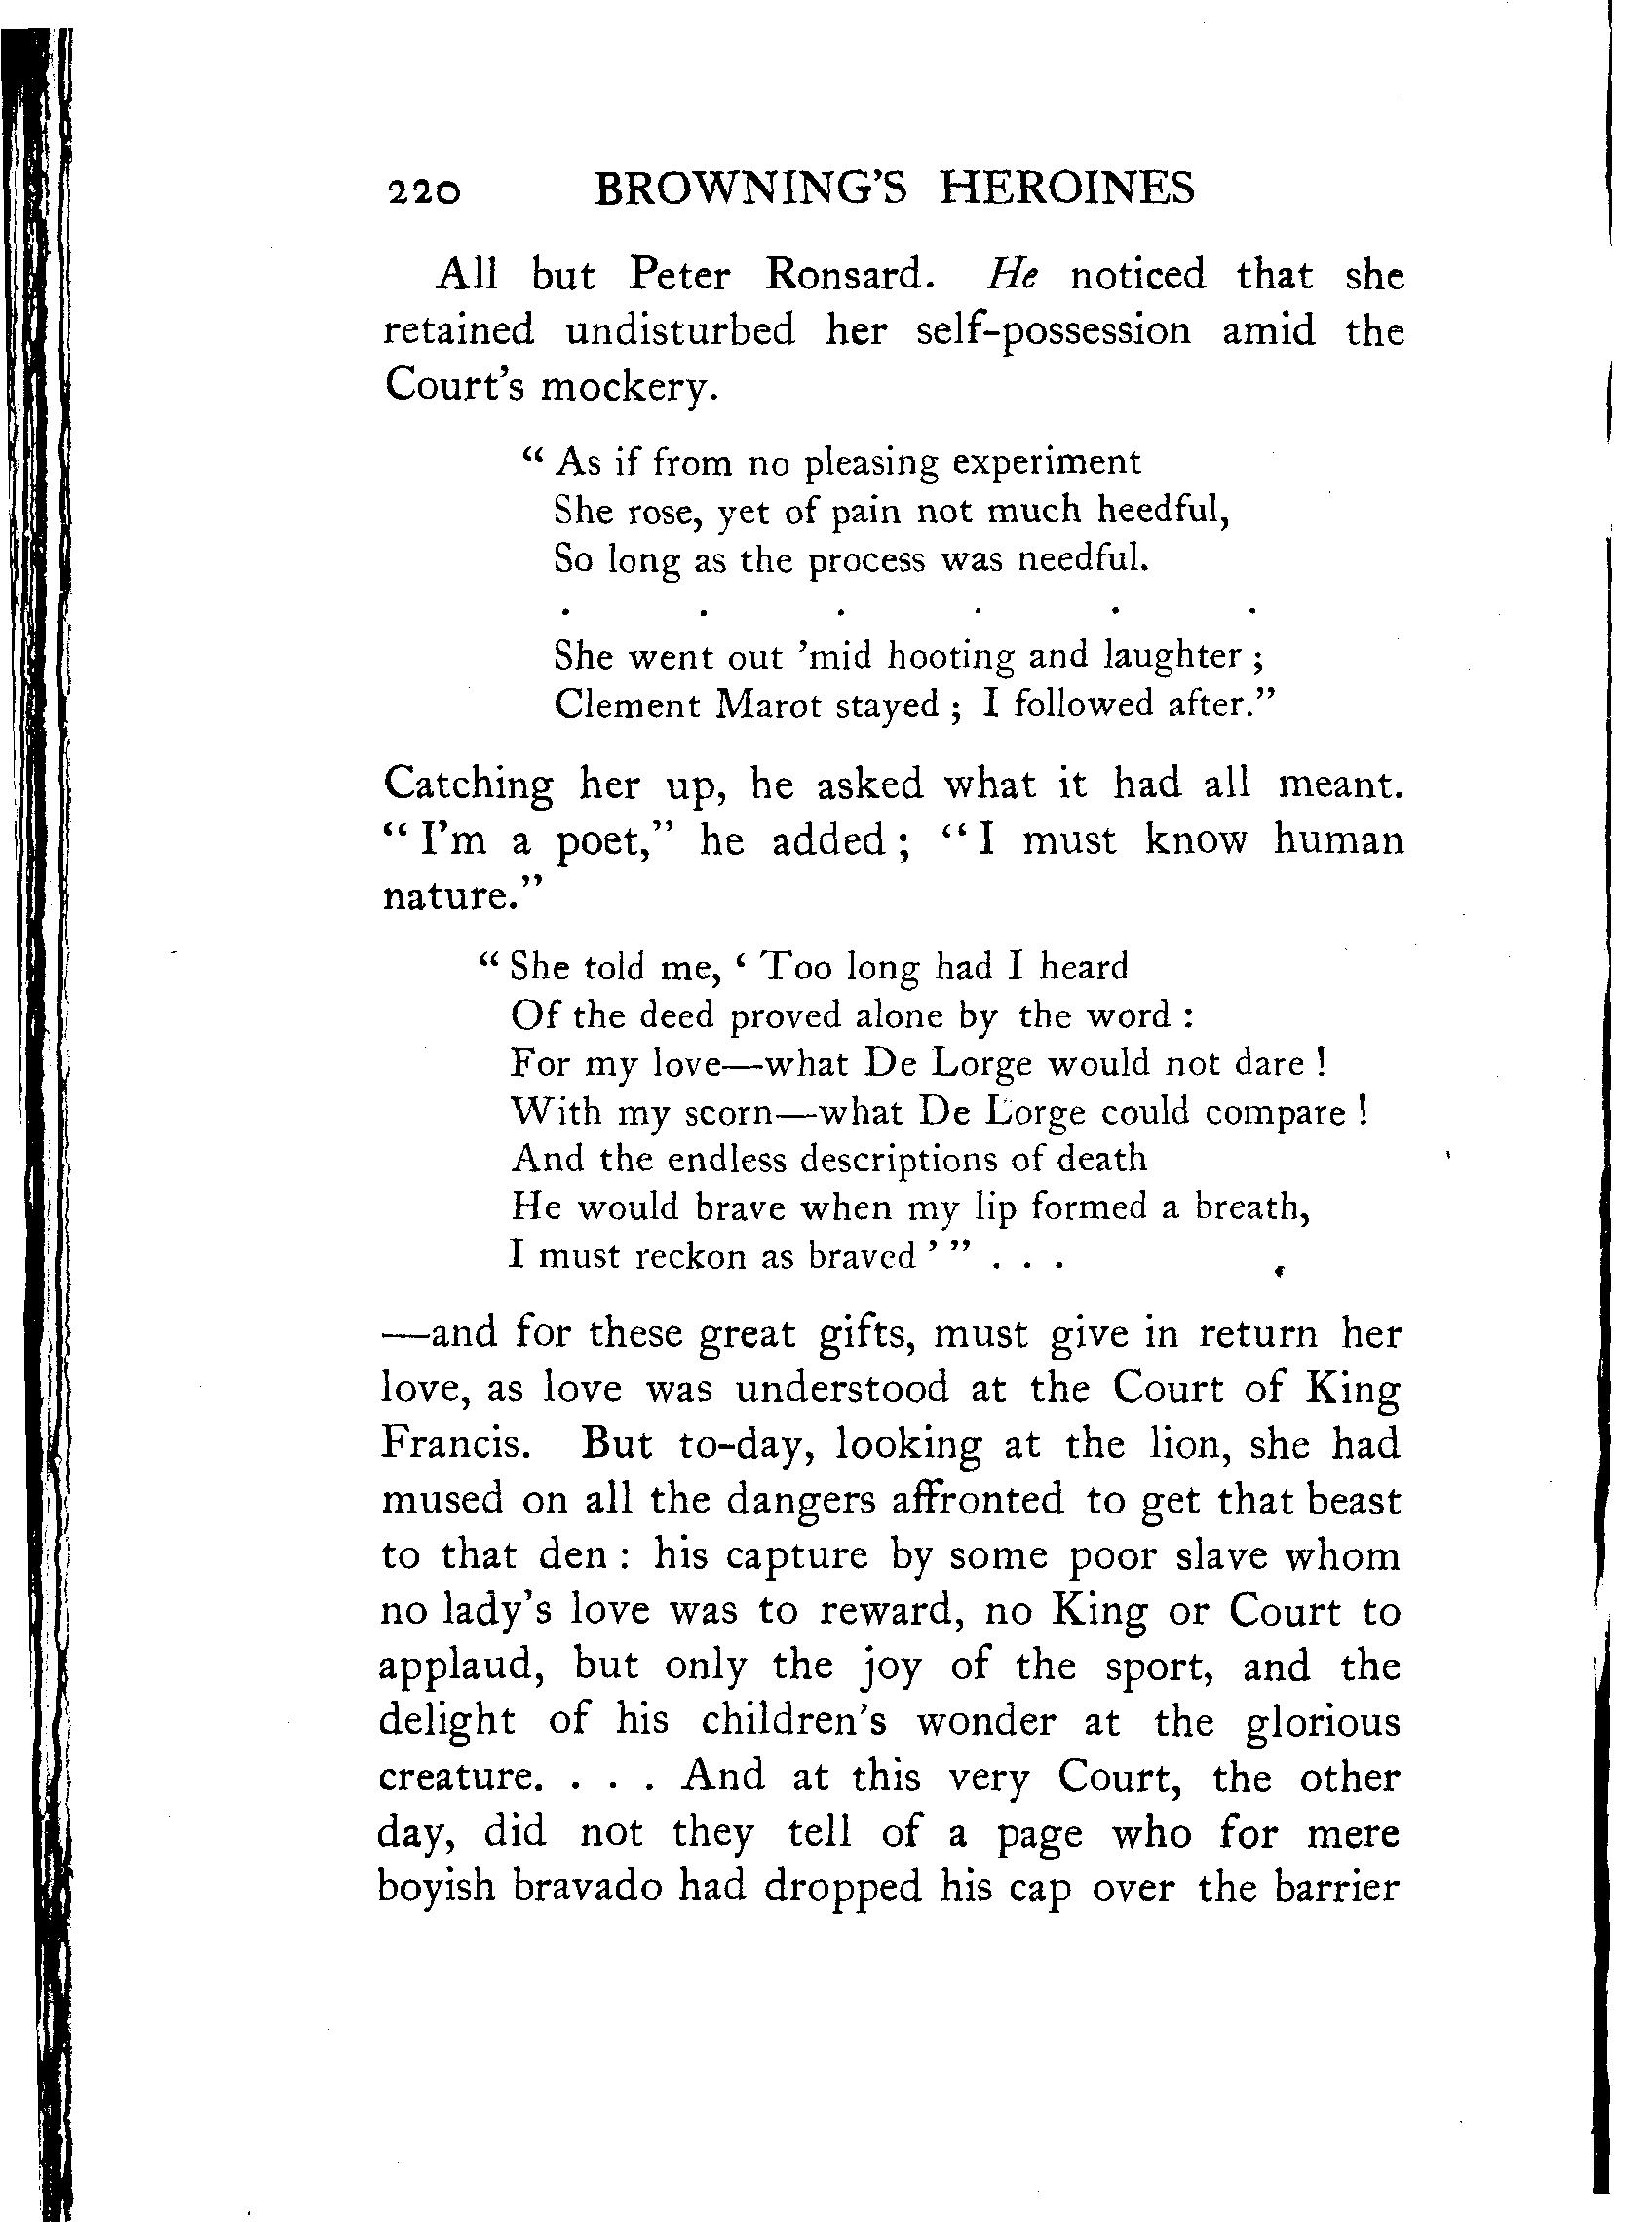 220 BROWNING'S HEROINES
All but Peter Ronsard. He noticed that she
retained undisturbed her self-possession amid the
Court's mockery.
“ As if from no pleasing experiment
She rose, yet of pain not much heedful,
So long as the process was needful.
. . . . . .
She went out ’mid hooting and laughter ;
Clement Marot stayed ; I followed after.”
Catching her up, he asked what it had all meant.
“ I’m a poet,” he added ; “ I must know human
nature.”
“ She told me, ‘ Too long had I heard
Of the deed proved alone by the word :
For my love—what De Lorge would not dare !
With my scorn—what De Lorge could compare !
And the endless descriptions of death
He would brave when my lip formed a breath,
I must reckon as braved ’ ” . . .
—and for these great gifts, must give in return her
love, as love was understood at the Court of King
Francis. But to-day, looking at the lion, she had
mused on all the dangers affronted to get that beast
to that den : his capture by some poor slave whom
no lady’s love was to reward, no King or Court to
applaud, but only the joy of the sport, and the
delight of his children’s wonder at the glorious
creature. . . . And at this very Court, the other
day, did not they tell of a page who for mere
boyish bravado had dropped his cap over the barrier